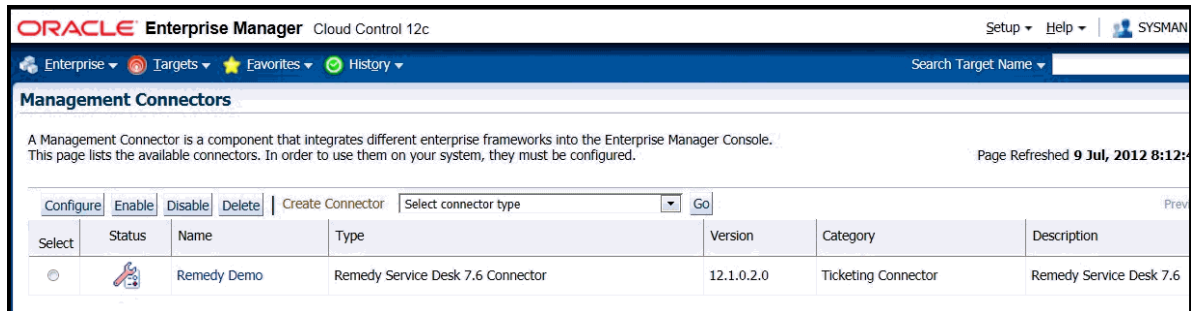 ORACLE Enterprise Manager Cloud Control 12c Setup Help SYSMAN
Enterprise Targets Favorites History Search Target Name
Management Connectors
A Management Connector is a component that integrates different enterprise frameworks into the Enterprise Manager Console.
This page lists the available connectors. In order to use them on your system, they must be configured. Page Refreshed 9 Jul, 2012 8:12:4
Configure Enable Disable Delete Create Connector Select connector type Go Previ
Select Status Name Type Version Category Description
Remedy Demo Remedy Service Desk 7.6 Connector 12.1.0.2.0 Ticketing Connector Remedy Service Desk 7.6